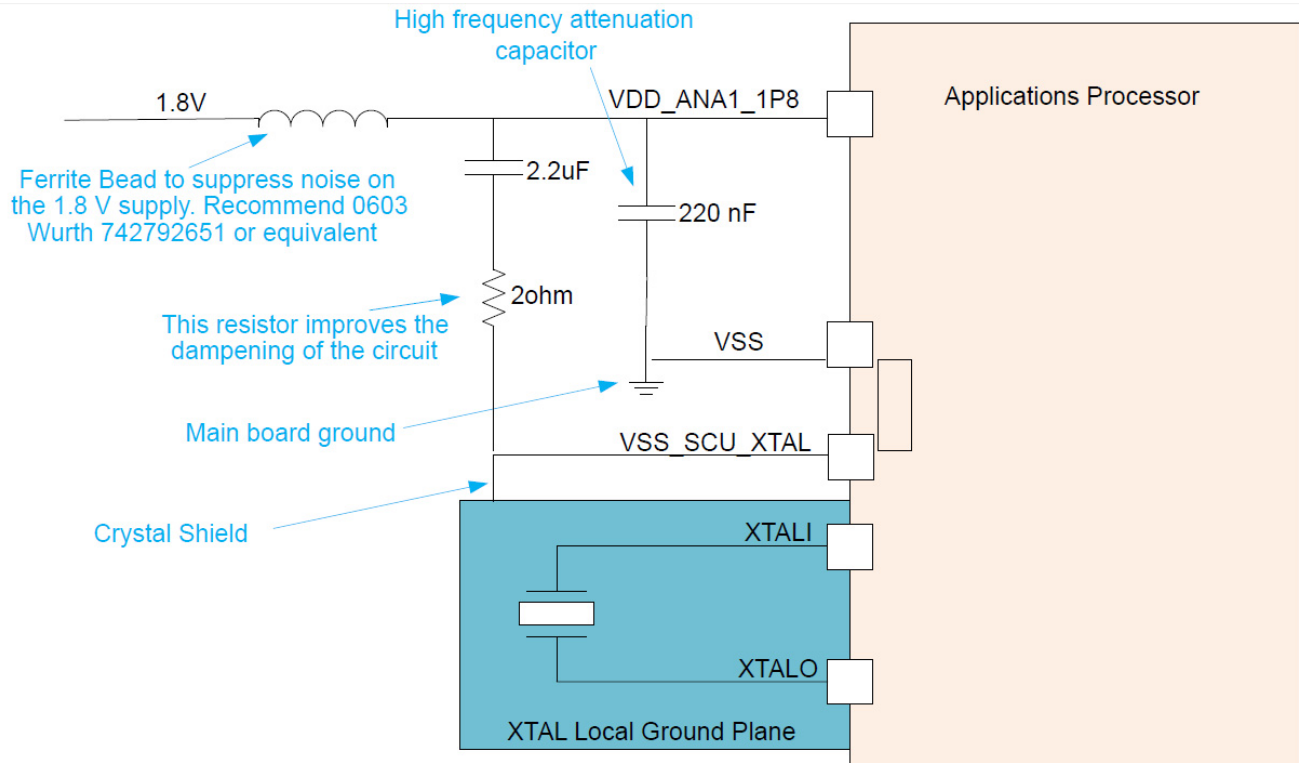 High frequency attenuation
capacitor
1.8V
VDD_ANA1_1P8
Applications Processor
Ferrite Bead to suppress noise on
the 1.8 V supply. Recommend 0603
Wurth 742792651 or equivalent
2.2uF
220 nF
2ohm
This resistor improves the
dampening of the circuit
VSS
Main board ground
VSS_SCU_XTAL
Crystal Shield
XTALI
XTALO
XTAL Local Ground Plane